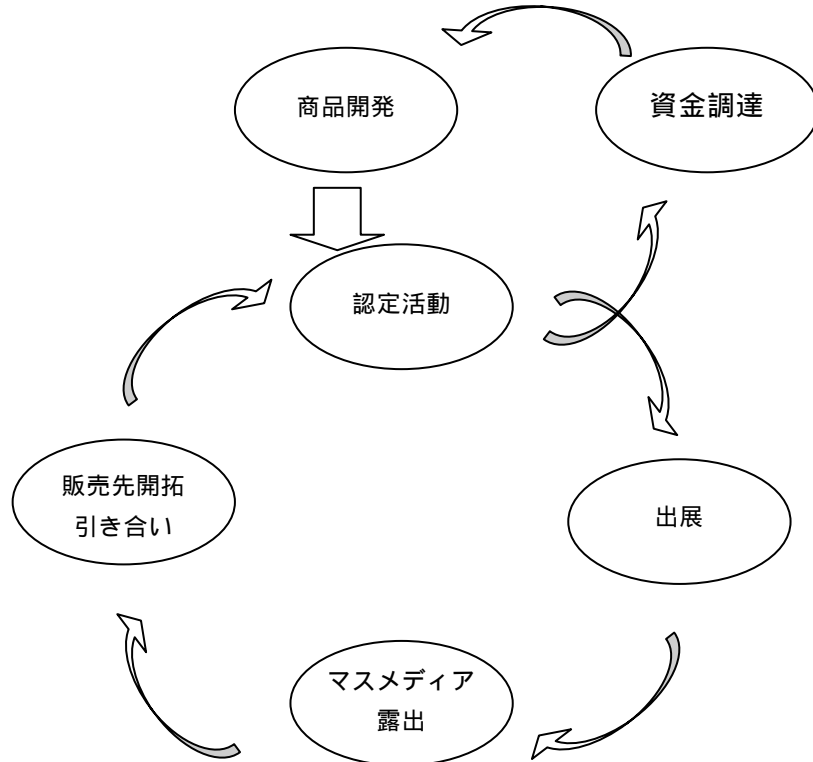 商品開発
資金調達
認定活動
販売先開拓
引き合い
出展
マスメディア
露出